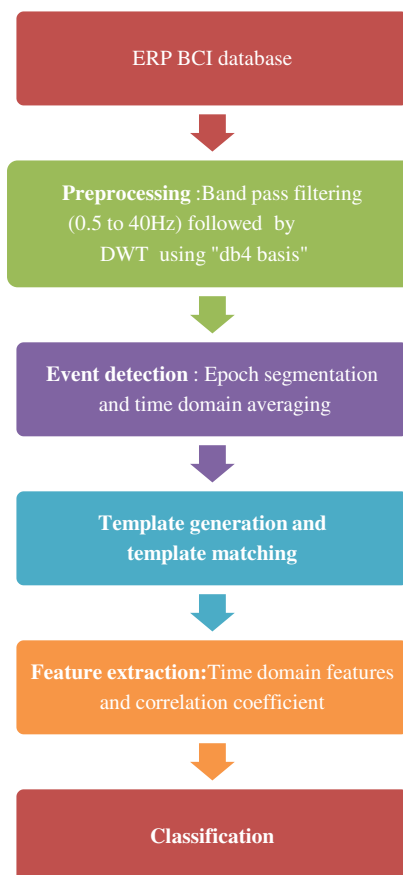 ERP BCI database
Preprocessing :Band pass filtering
(0.5 to 40Hz) followed by
DWT using "db4 basis"
Event detection : Epoch segmentation
and time domain averaging
Template generation and
template matching
Feature extraction:Time domain features
and correlation coefficient
Classification